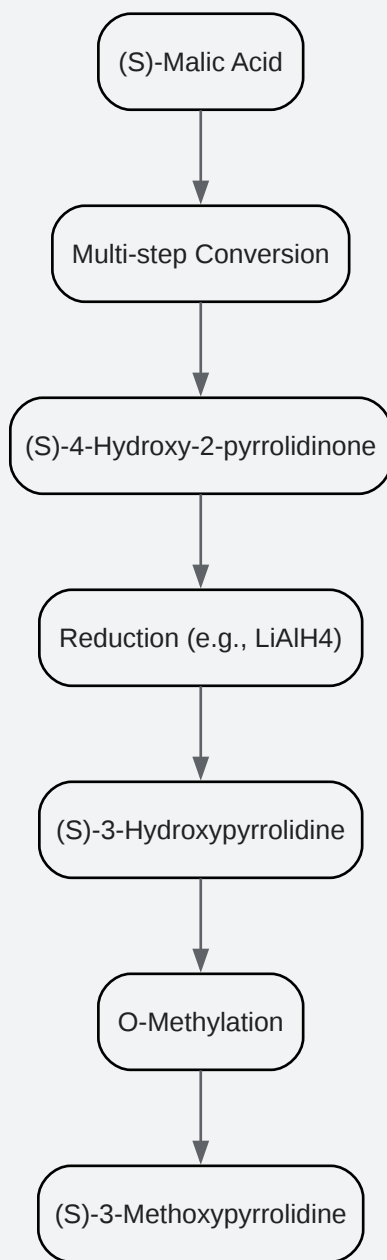 (S)-Malic Acid
Multi-step Conversion
(S)-4-Hydroxy-2-pyrrolidinone
Reduction (e.g., LiAlH4)
(S)-3-Hydroxypyrrolidine
O-Methylation
(S)-3-Methoxypyrrolidine